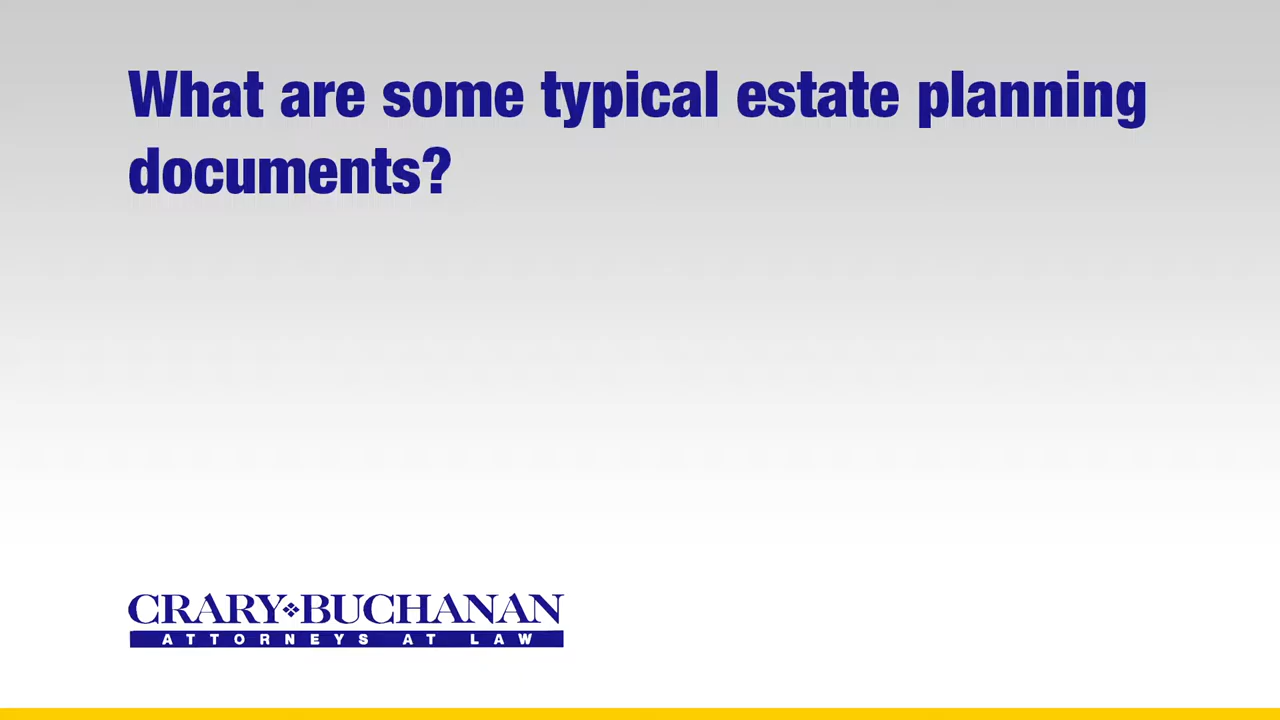 What are some typical estate planning
documents?
CRARY❖BUCHANAN
ATTORNEYS AT LAW